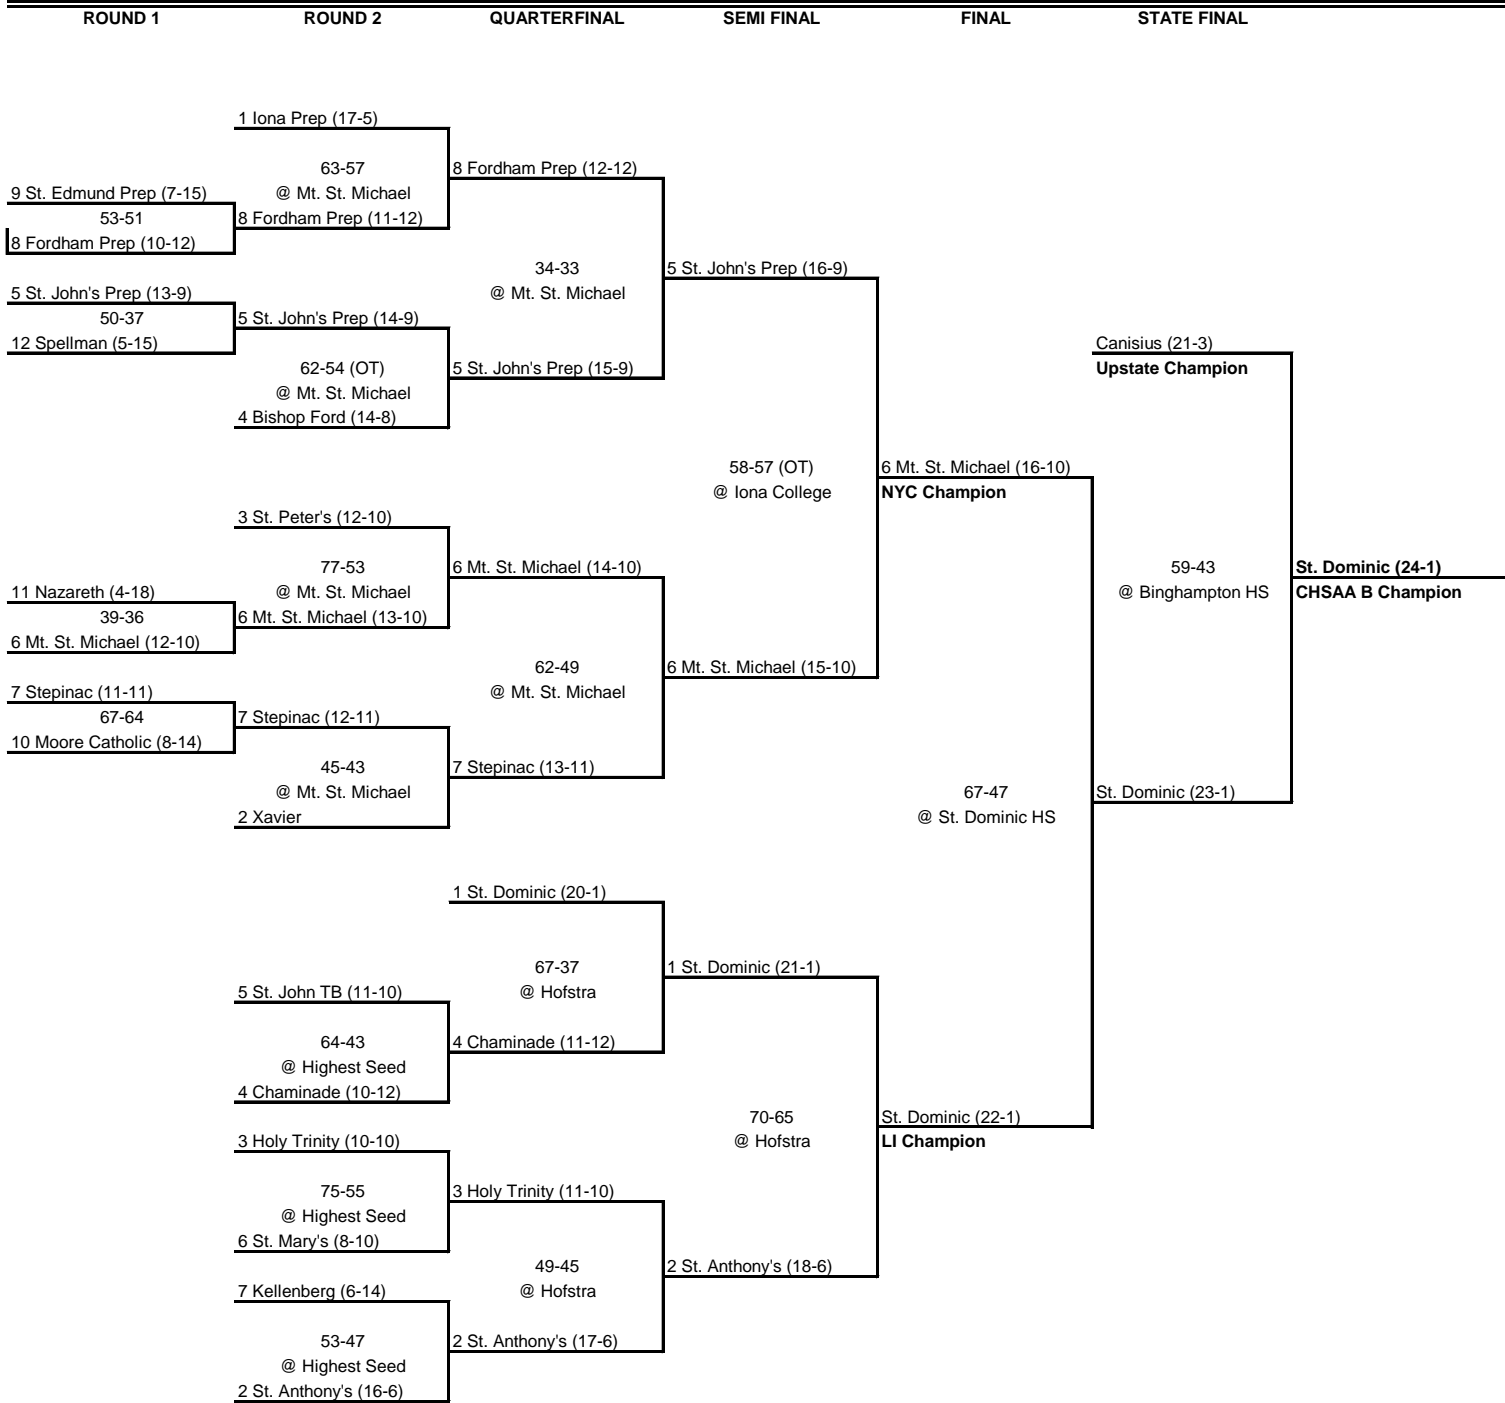 ROUND 1 ROUND 2 QUARTERFINAL SEMI FINAL FINAL STATE FINAL
1 Iona Prep (17-5)
63-57 8 Fordham Prep (12-12)
9 St. Edmund Prep (7-15) @ Mt. St. Michael
53-51 8 Fordham Prep (11-12)
8 Fordham Prep (10-12)
34-33 5 St. John's Prep (16-9)
5 St. John's Prep (13-9) @ Mt. St. Michael
50-37 5 St. John's Prep (14-9)
12 Spellman (5-15) Canisius (21-3)
62-54 (OT) 5 St. John's Prep (15-9) Upstate Champion
@ Mt. St. Michael
4 Bishop Ford (14-8)
58-57 (OT) 6 Mt. St. Michael (16-10)
@ Iona College NYC Champion
3 St. Peter's (12-10)
77-53 6 Mt. St. Michael (14-10) 59-43 St. Dominic (24-1)
11 Nazareth (4-18) @ Mt. St. Michael @ Binghampton HS CHSAA B Champion
39-36 6 Mt. St. Michael (13-10)
6 Mt. St. Michael (12-10)
62-49 6 Mt. St. Michael (15-10)
7 Stepinac (11-11) @ Mt. St. Michael
67-64 7 Stepinac (12-11)
10 Moore Catholic (8-14)
45-43 7 Stepinac (13-11)
@ Mt. St. Michael 67-47 St. Dominic (23-1)
2 Xavier @ St. Dominic HS
1 St. Dominic (20-1)
67-37 1 St. Dominic (21-1)
5 St. John TB (11-10) @ Hofstra
64-43 4 Chaminade (11-12)
@ Highest Seed
4 Chaminade (10-12)
70-65 St. Dominic (22-1)
3 Holy Trinity (10-10) @ Hofstra LI Champion
75-55 3 Holy Trinity (11-10)
@ Highest Seed
6 St. Mary's (8-10)
49-45 2 St. Anthony's (18-6)
7 Kellenberg (6-14) @ Hofstra
53-47 2 St. Anthony's (17-6)
@ Highest Seed
2 St. Anthony's (16-6)